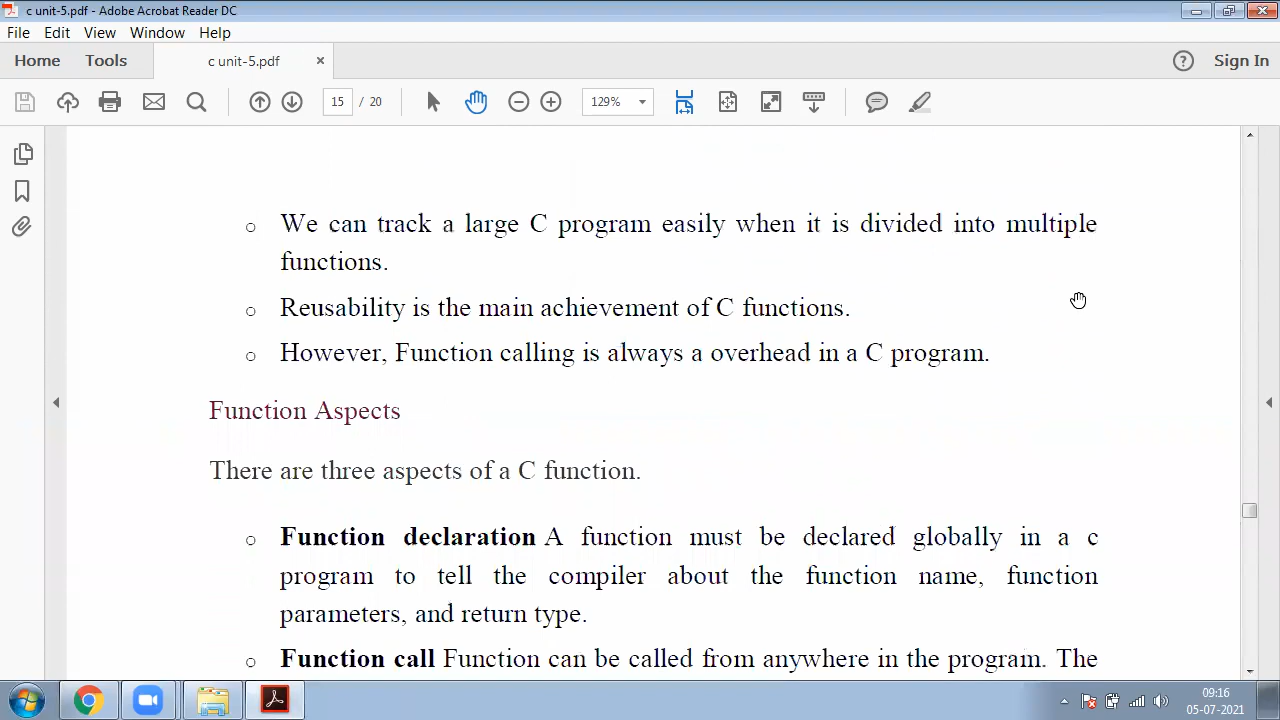 c unit-5.pdf - Adobe Acrobat Reader DC
File Edit View Window Help
Home Tools c unit-5.pdf × ? Sign In
15 / 20 129%
○ We can track a large C program easily when it is divided into multiple
functions.
○ Reusability is the main achievement of C functions.
○ However, Function calling is always a overhead in a C program.
Function Aspects
There are three aspects of a C function.
○ Function declaration A function must be declared globally in a c
program to tell the compiler about the function name, function
parameters, and return type.
○ Function call Function can be called from anywhere in the program. The
09:16
05-07-2021